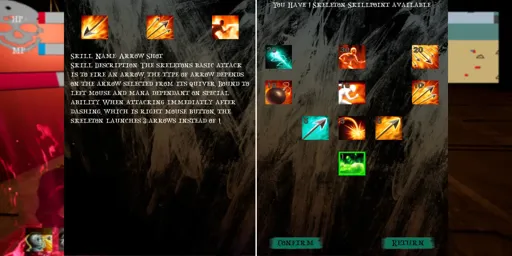 HP
MP
Skill Name: Arrow Shot
Skill Description: The skeletons basic attack
is to fire an arrow. The type of arrow depends
on the arrow selected from its quiver. Bound to
left mouse and mana dependant on special
ability. When attacking immediately after
dashing, which is right mouse button, the
skeleton launches 3 arrows instead of 1.
You Have 1 Skeleton Skillpoint available
20
10
Confirm
Return